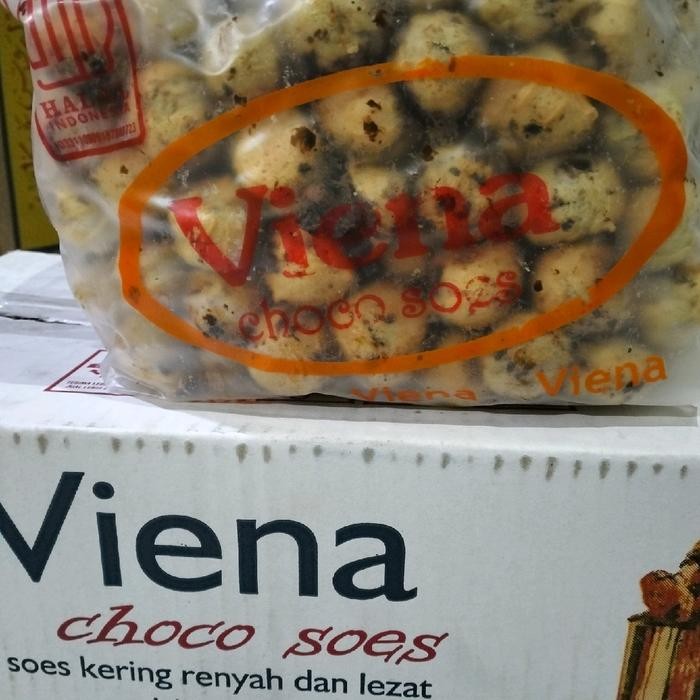 HALAL
INDONESIA
Viena
choco soes
Viena
Viena
Viena
choco soes
soes kering renyah dan lezat